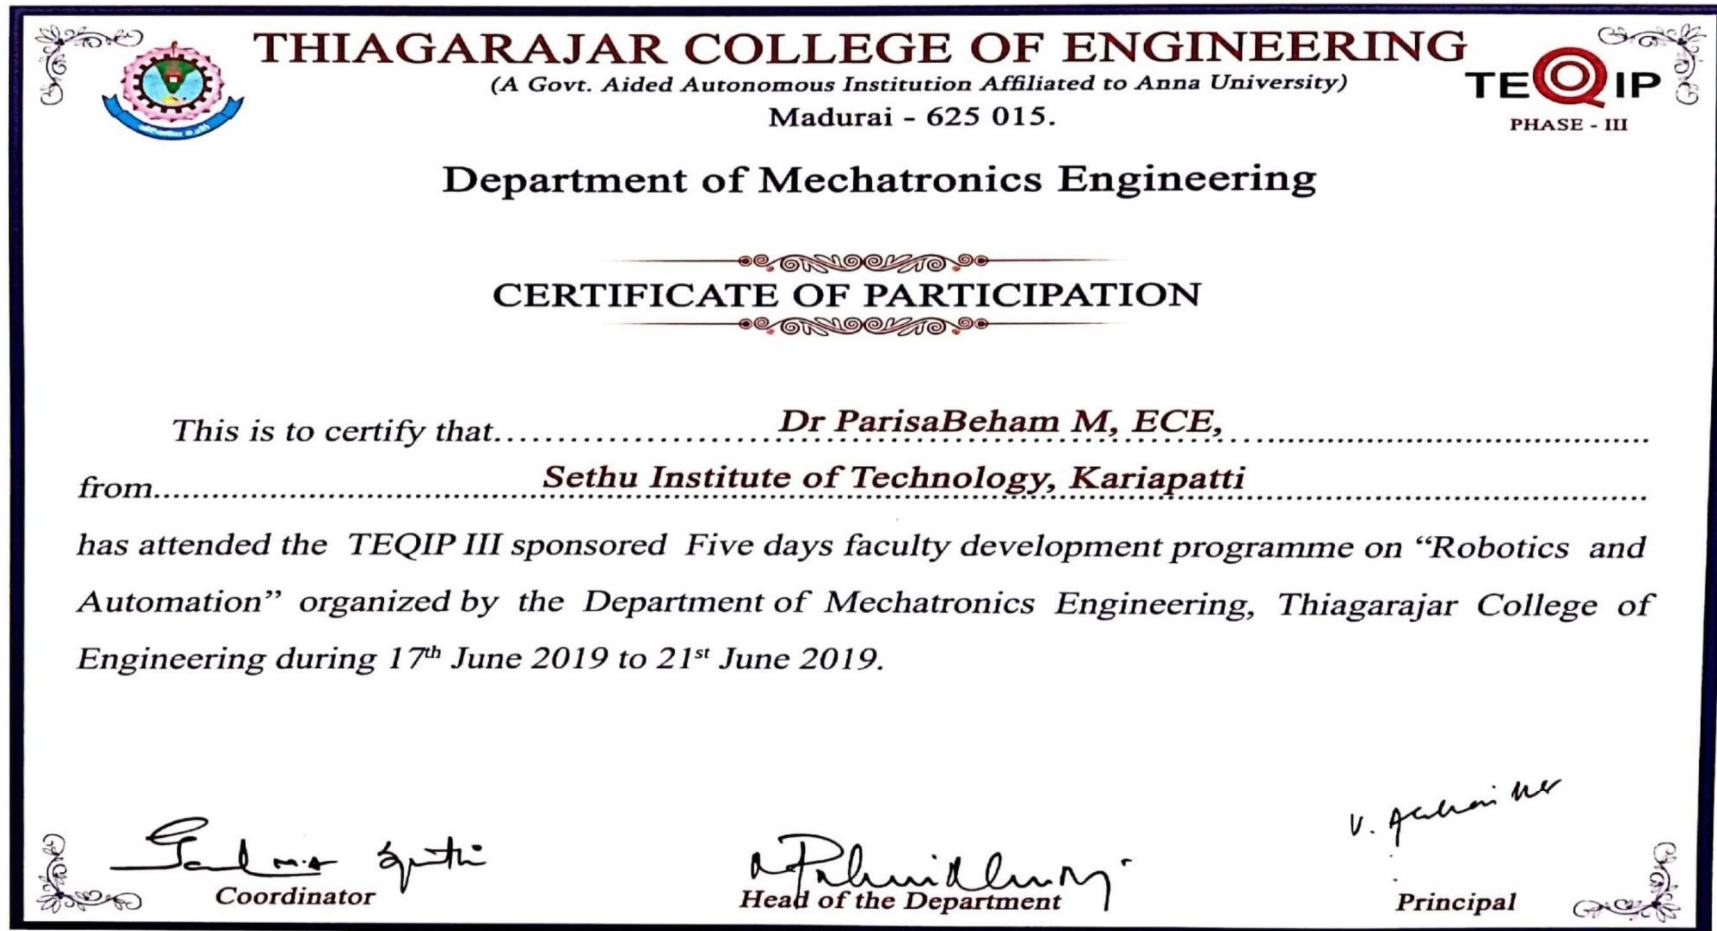 THIAGARAJAR COLLEGE OF ENGINEERING
(A Govt. Aided Autonomous Institution Affiliated to Anna University)
Madurai - 625 015.
TEQIP
PHASE - III
Department of Mechatronics Engineering
CERTIFICATE OF PARTICIPATION
This is to certify that.......... Dr ParisaBeham M, ECE, ..........
from.......... Sethu Institute of Technology, Kariapatti ..........
has attended the TEQIP III sponsored Five days faculty development programme on “Robotics and
Automation” organized by the Department of Mechatronics Engineering, Thiagarajar College of
Engineering during 17th June 2019 to 21st June 2019.
Coordinator
Head of the Department
Principal